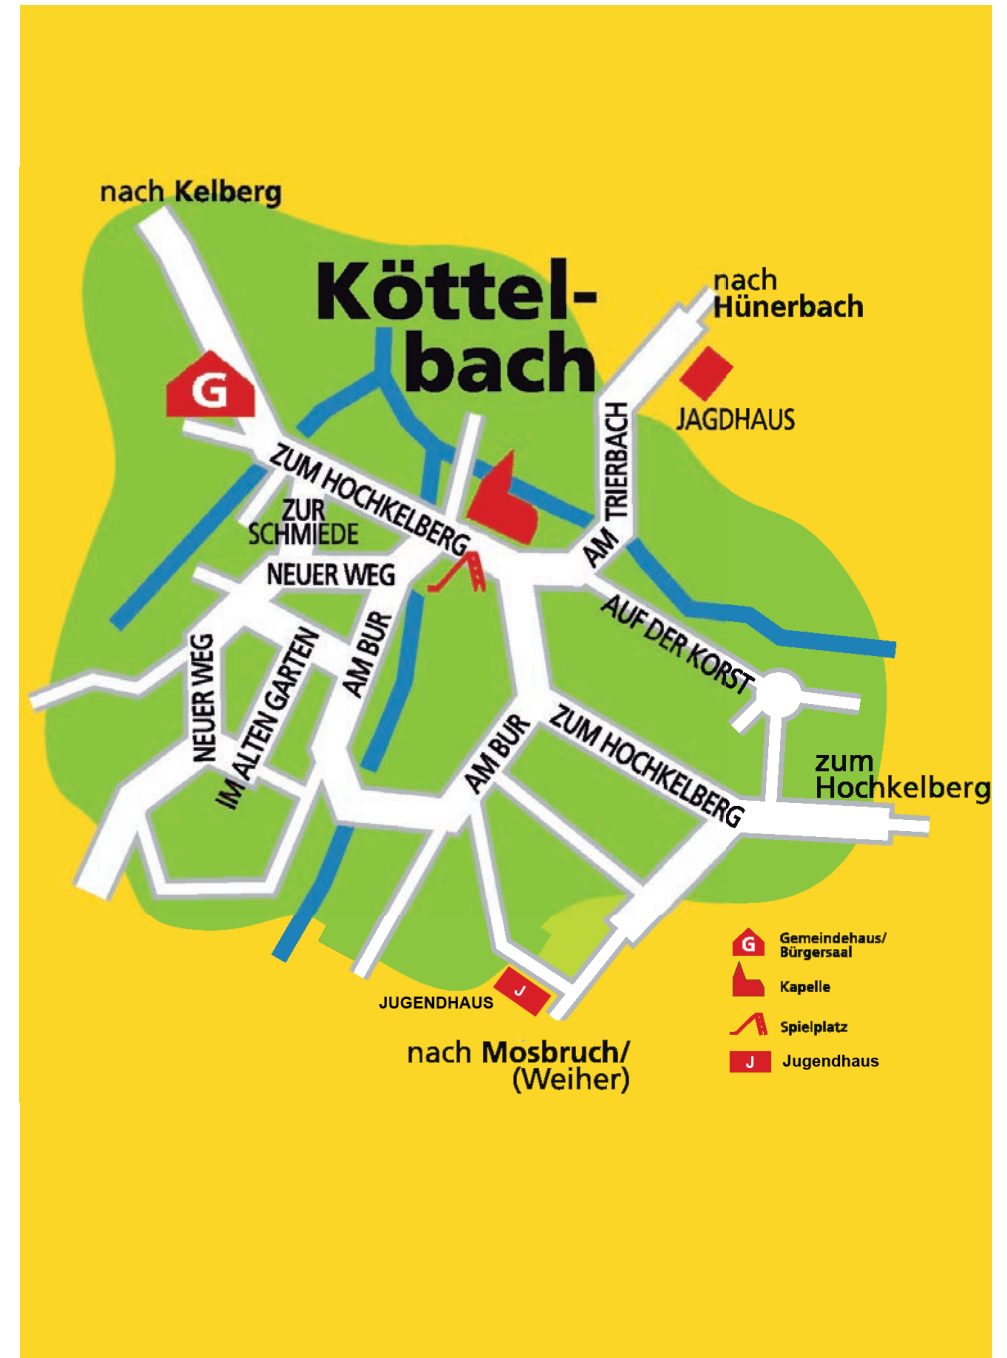 nach Kelberg
Köttel-
bach
nach
Hünerbach
G
JAGDHAUS
ZUM HOCHKELBERG
AM TRIERBACH
ZUR
SCHMIEDE
NEUER WEG
AUF DER KORST
AM BUR
NEUER WEG
IM ALTEN GARTEN
AM BUR
ZUM HOCHKELBERG
zum
Hochkelberg
G
Gemeindehaus/
Bürgersaal
Kapelle
JUGENDHAUS
J
Spielplatz
nach Mosbruch/
(Weiher)
J
Jugendhaus